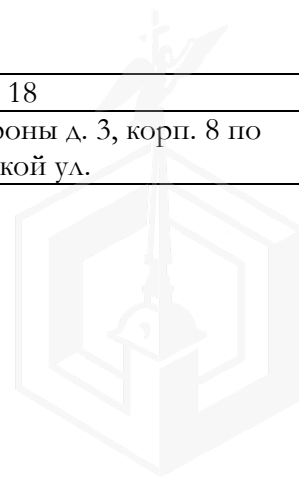 18
роны д. 3, корп. 8 по
кой ул.